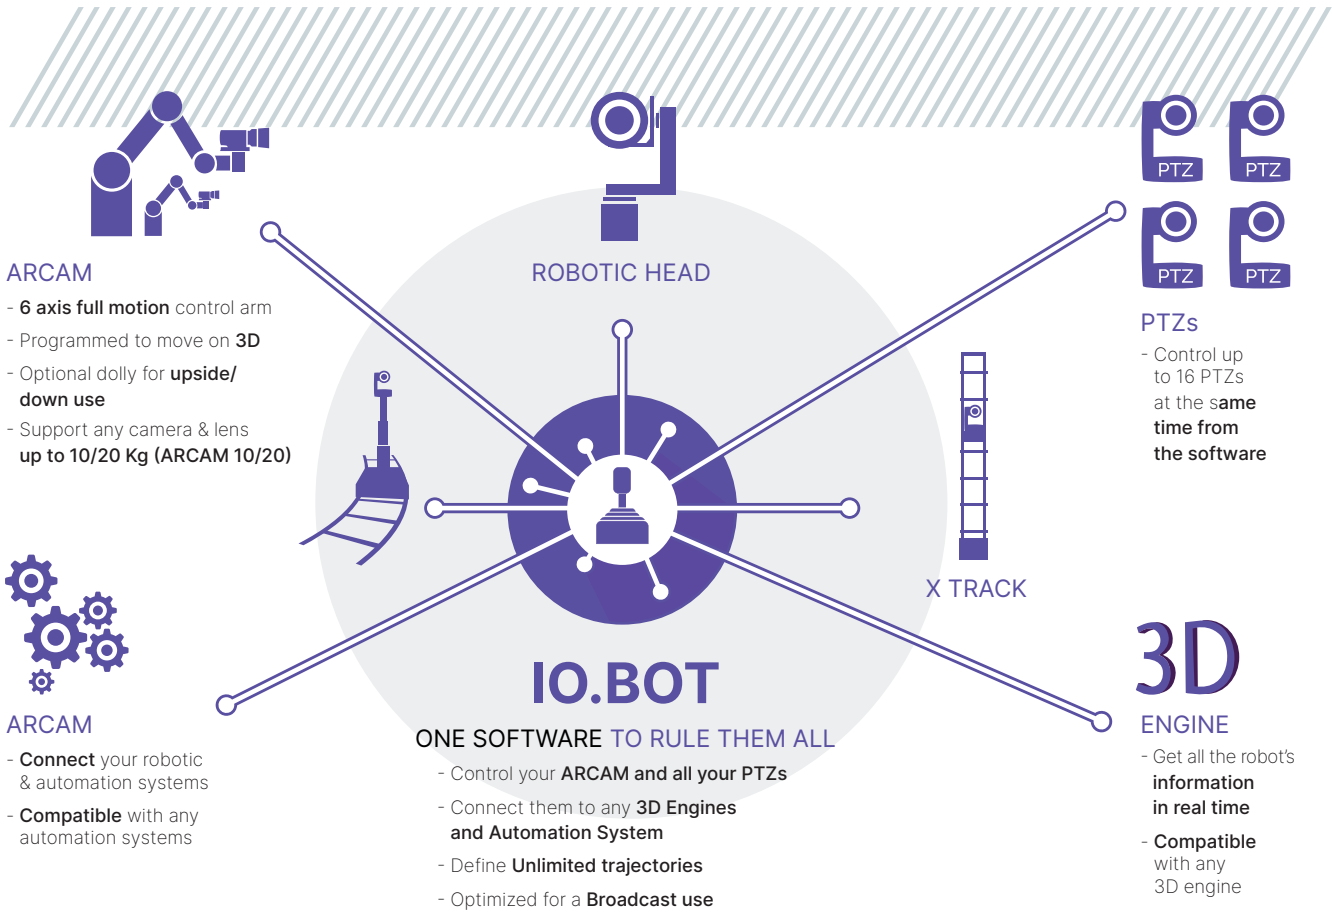 ARCAM
- 6 axis full motion control arm
- Programmed to move on 3D
- Optional dolly for upside/
down use
- Support any camera & lens
up to 10/20 Kg (ARCAM 10/20)
ROBOTIC HEAD
PTZ
PTZ
PTZ
PTZ
PTZs
- Control up
to 16 PTZs
at the same
time from
the software
X TRACK
ARCAM
- Connect your robotic
& automation systems
- Compatible with any
automation systems
IO.BOT
ONE SOFTWARE TO RULE THEM ALL
- Control your ARCAM and all your PTZs
- Connect them to any 3D Engines
and Automation System
- Define Unlimited trajectories
- Optimized for a Broadcast use
3D
ENGINE
- Get all the robot's
information
in real time
- Compatible
with any
3D engine